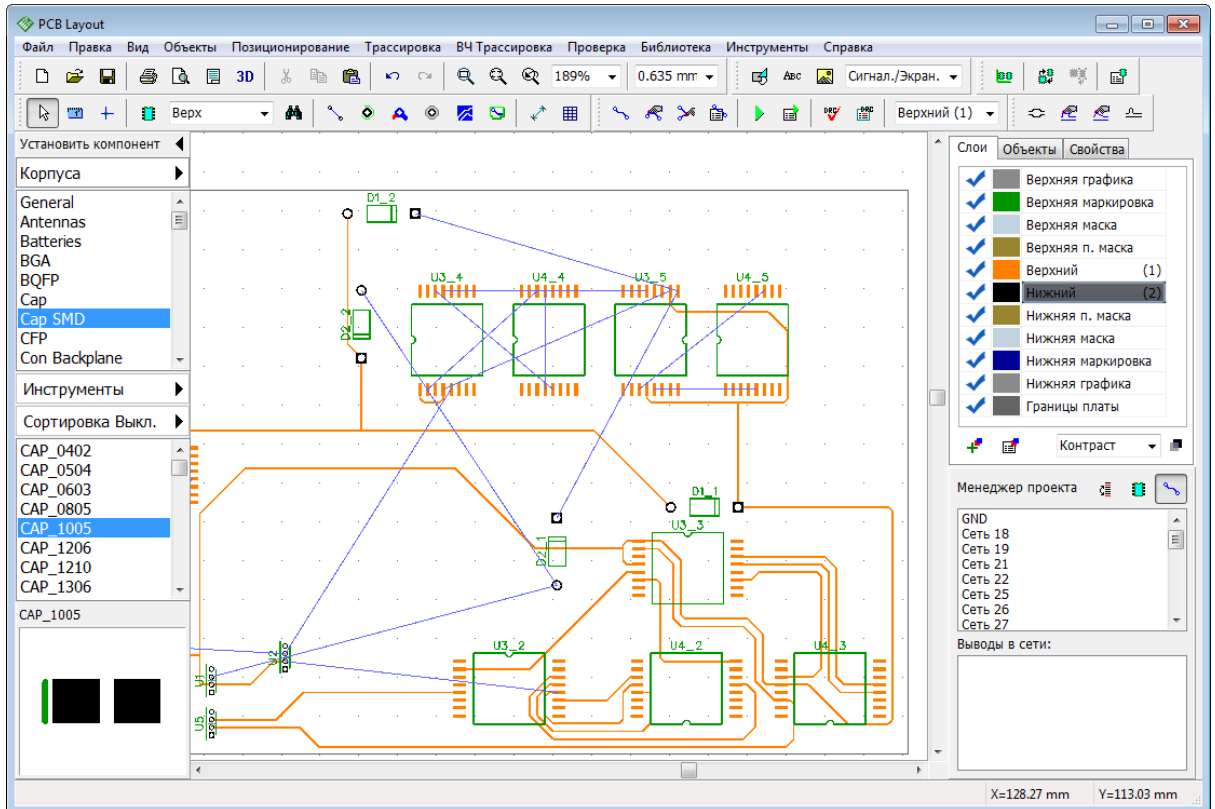 PCB Layout
Файл Правка Вид Объекты Позиционирование Трассировка ВЧ Трассировка Проверка Библиотека Инструменты Справка
3D 189% 0.635 mm ABC Сигнал./Экран.
Верх DRC DRC Верхний (1)
Установить компонент
Корпуса
General
Antennas
Batteries
BGA
BQFP
Cap
Cap SMD
CFP
Con Backplane
Инструменты
Сортировка Выкл.
CAP_0402
CAP_0504
CAP_0603
CAP_0805
CAP_1005
CAP_1206
CAP_1210
CAP_1306
CAP_1005
D1_2
U3_4 U4_4 U3_5 U4_5
D2_2
D1_1
U3_3
D2_1
U3_2 U4_2 U4_3
U2
U1
U5
Слои Объекты Свойства
Верхняя графика
Верхняя маркировка
Верхняя маска
Верхняя п. маска
Верхний (1)
Нижний (2)
Нижняя п. маска
Нижняя маска
Нижняя маркировка
Нижняя графика
Границы платы
Контраст
Менеджер проекта
GND
Сеть 18
Сеть 19
Сеть 21
Сеть 22
Сеть 25
Сеть 26
Сеть 27
Выводы в сети:
X=128.27 mm Y=113.03 mm